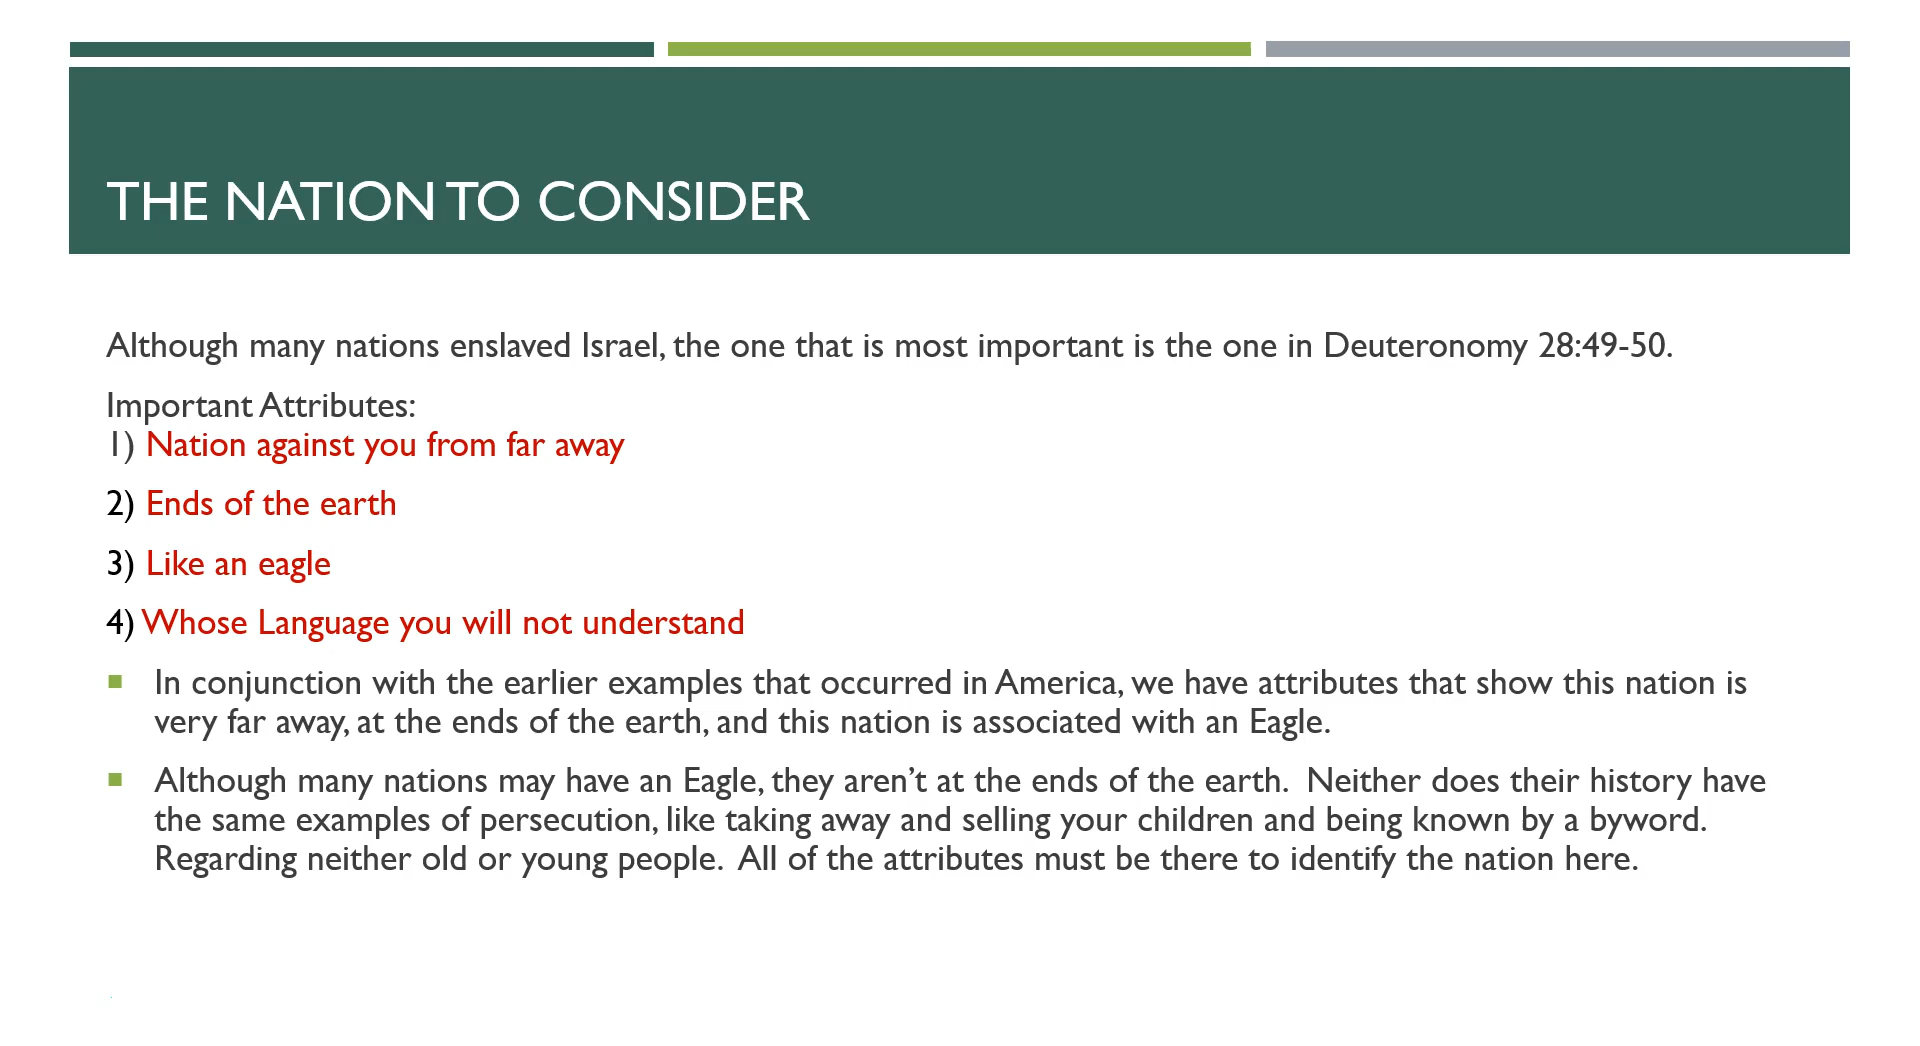 THE NATION TO CONSIDER
Although many nations enslaved Israel, the one that is most important is the one in Deuteronomy 28:49-50.
Important Attributes:
1) Nation against you from far away
2) Ends of the earth
3) Like an eagle
4) Whose Language you will not understand
In conjunction with the earlier examples that occurred in America, we have attributes that show this nation is
very far away, at the ends of the earth, and this nation is associated with an Eagle.
Although many nations may have an Eagle, they aren’t at the ends of the earth.  Neither does their history have
the same examples of persecution, like taking away and selling your children and being known by a byword.
Regarding neither old or young people.  All of the attributes must be there to identify the nation here.